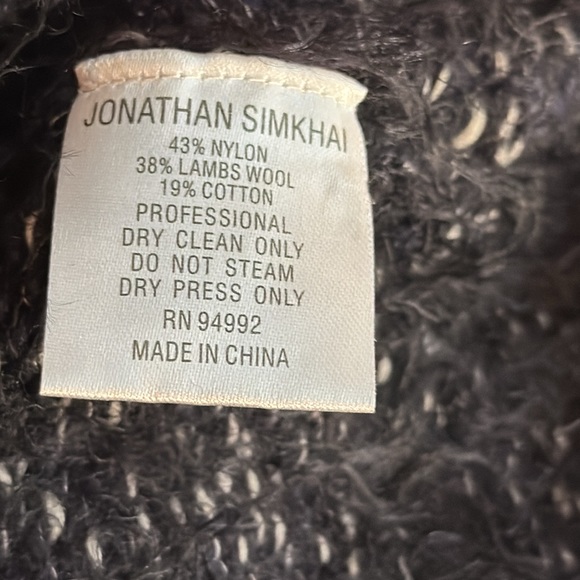 JONATHAN SIMKHAI
43% NYLON
38% LAMBS WOOL
19% COTTON
PROFESSIONAL
DRY CLEAN ONLY
DO NOT STEAM
DRY PRESS ONLY
RN 94992
MADE IN CHINA